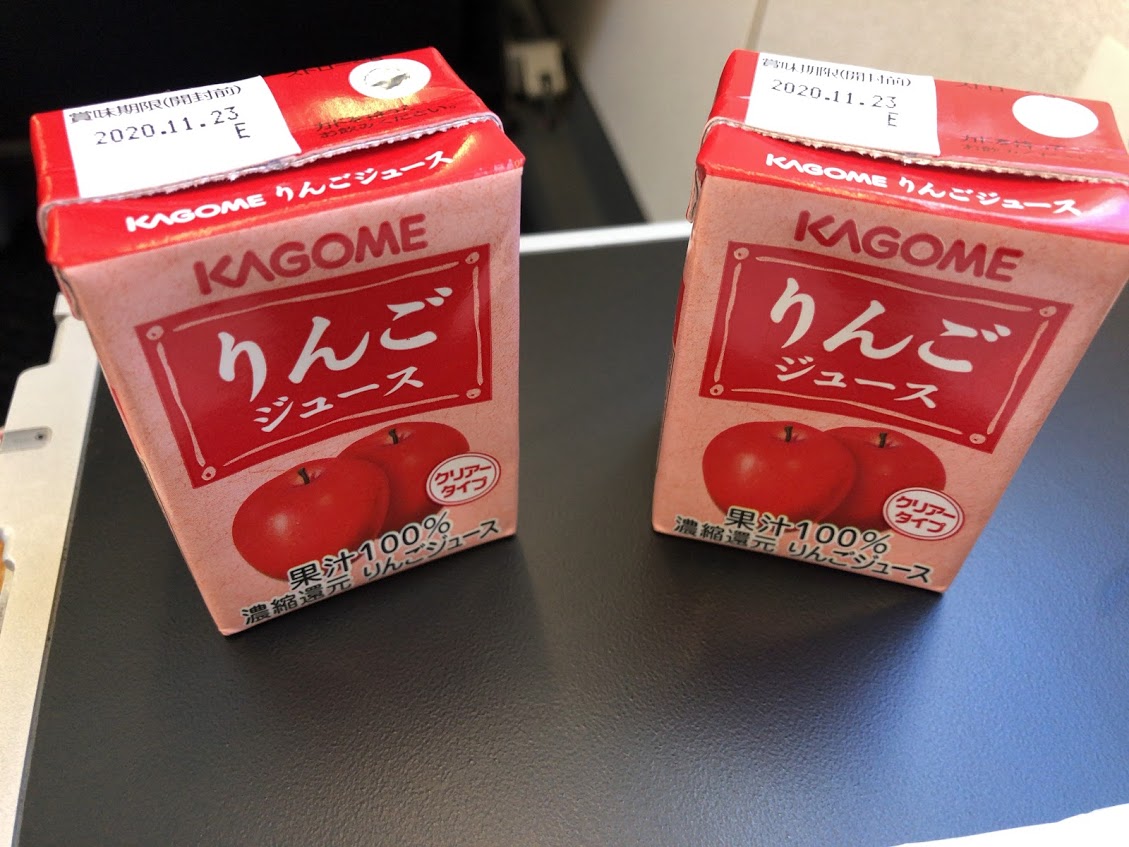 賞味期限(開封前)
2020.11.23
E
KAGOME りんごジュース
KAGOME
りんご
ジュース
クリアー
タイプ
果汁100%
濃縮還元 りんごジュース
賞味期限(開封前)
2020.11.23
E
KAGOME りんごジュース
KAGOME
りんご
ジュース
クリアー
タイプ
果汁100%
濃縮還元 りんごジュース